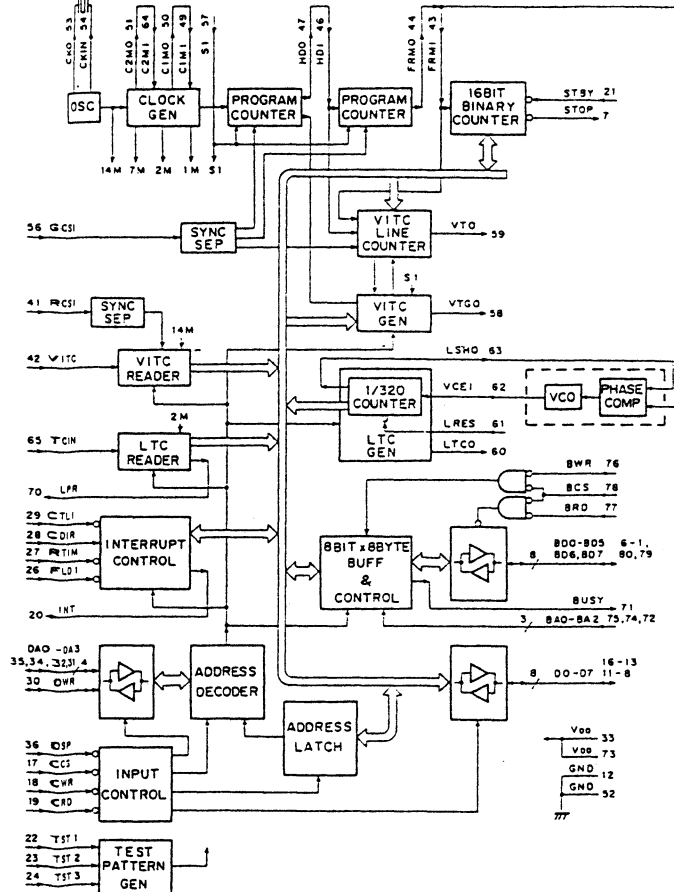 CKO 53
CKIN 54
C2MO 51
C2MI 64
C1MO 50
C1MI 49
S1 57
HDO 47
HDI 46
FRMO 44
FRMI 43
OSC
CLOCK GEN
PROGRAM COUNTER
PROGRAM COUNTER
16BIT BINARY COUNTER
STBY 21
STOP 7
14M 7M 2M 1M S1
56 GCSI
SYNC SEP
VITC LINE COUNTER
VTO 59
S1
VITC GEN
VTGO 58
41 RCSI
SYNC SEP
14M
42 VITC
VITC READER
LSHO 63
1/320 COUNTER
VCEI 62
VCO
PHASE COMP
2M
65 TCIN
LTC READER
LTC GEN
LRES 61
LTCO 60
70 LPR
BWR 76
BCS 78
BRD 77
29 CTLI
28 CDIR
27 RTIM
26 FLDI
INTERRUPT CONTROL
8BIT x 8BYTE BUFF & CONTROL
8
BD0-BD5 6-1,
BD6,BD7 80,79
20 INT
BUSY 71
3 BA0-BA2 75,74,72
DA0-DA3
35,34,32,31 4
30 DWR
ADDRESS DECODER
16-13
8 D0-D7 11-8
ADDRESS LATCH
36 DSP
17 CCS
18 CWR
19 CRD
INPUT CONTROL
VDD 33
VDD 73
GND 12
GND 52
22 TST1
23 TST2
24 TST3
TEST PATTERN GEN